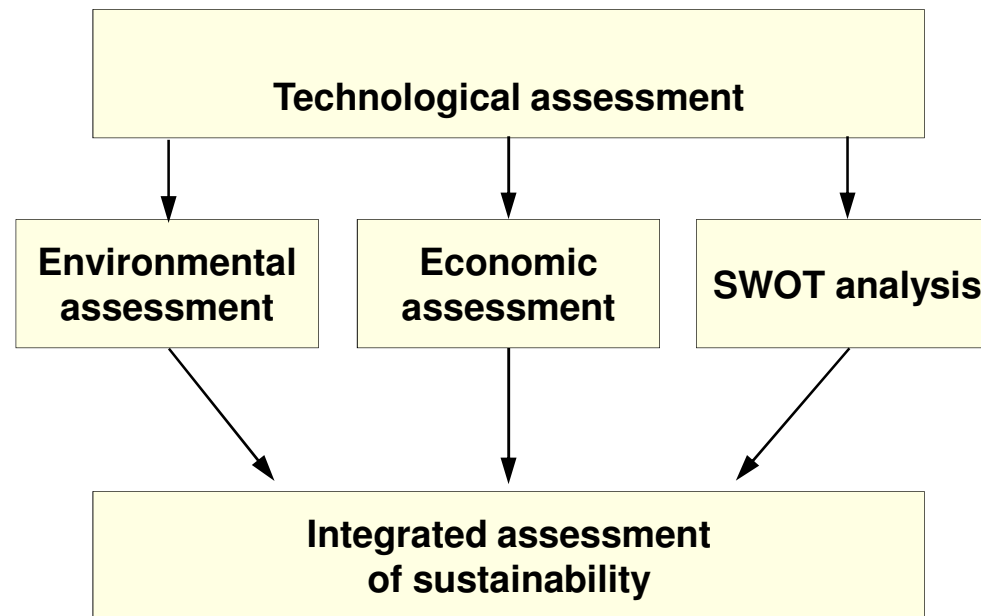 Technological assessment
Environmental
assessment
Economic
assessment
SWOT analysis
Integrated assessment
of sustainability